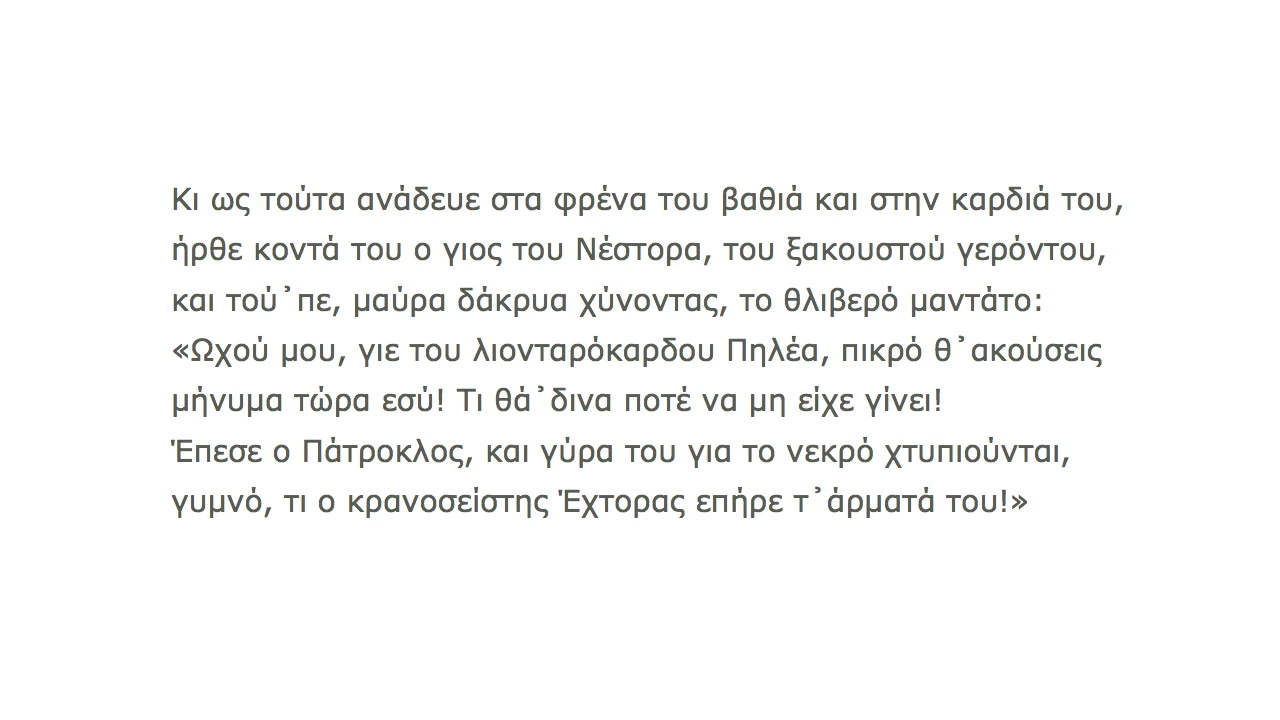 Κι ως τούτα ανάδευε στα φρένα του βαθιά και στην καρδιά του,
ήρθε κοντά του ο γιος του Νέστορα, του ξακουστού γερόντου,
και τού᾿πε, μαύρα δάκρυα χύνοντας, το θλιβερό μαντάτο:
«Ωχού μου, γιε του λιονταρόκαρδου Πηλέα, πικρό θ᾿ακούσεις
μήνυμα τώρα εσύ! Τι θά᾿δινα ποτέ να μη είχε γίνει!
Έπεσε ο Πάτροκλος, και γύρα του για το νεκρό χτυπιούνται,
γυμνό, τι ο κρανοσείστης Έχτορας επήρε τ᾿άρματά του!»